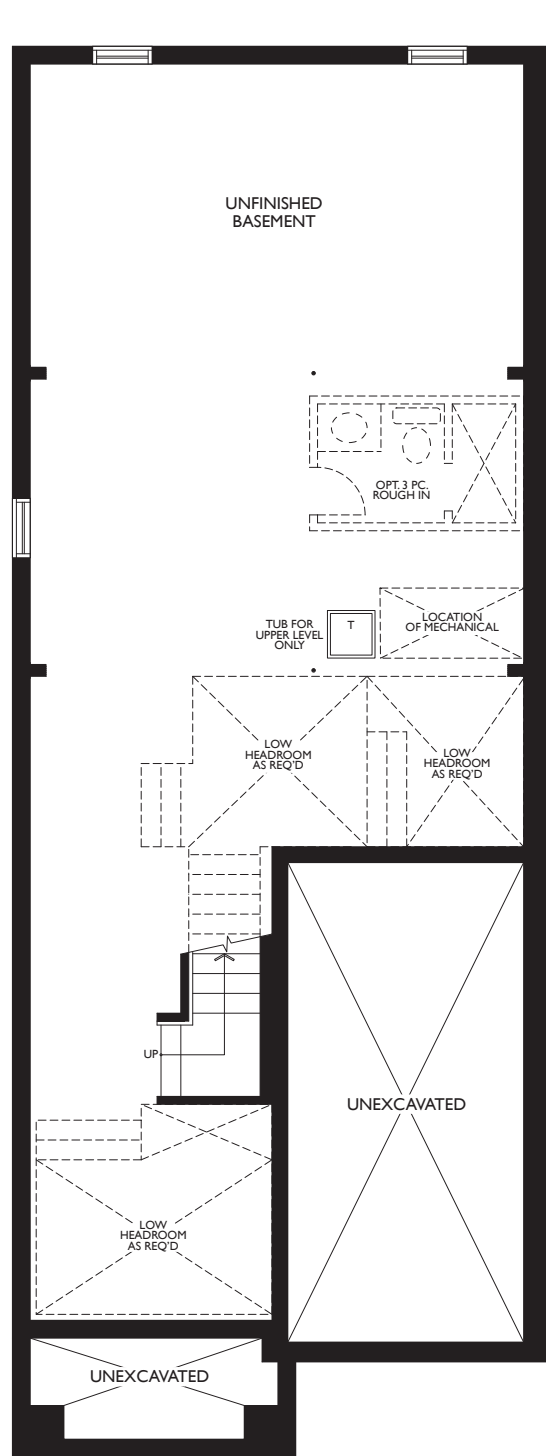 UNFINISHED
BASEMENT
OPT. 3 PC.
ROUGH IN
TUB FOR
UPPER LEVEL
ONLY
T
LOCATION
OF MECHANICAL
LOW
HEADROOM
AS REQ'D
LOW
HEADROOM
AS REQ'D
UP
UNEXCAVATED
LOW
HEADROOM
AS REQ'D
UNEXCAVATED